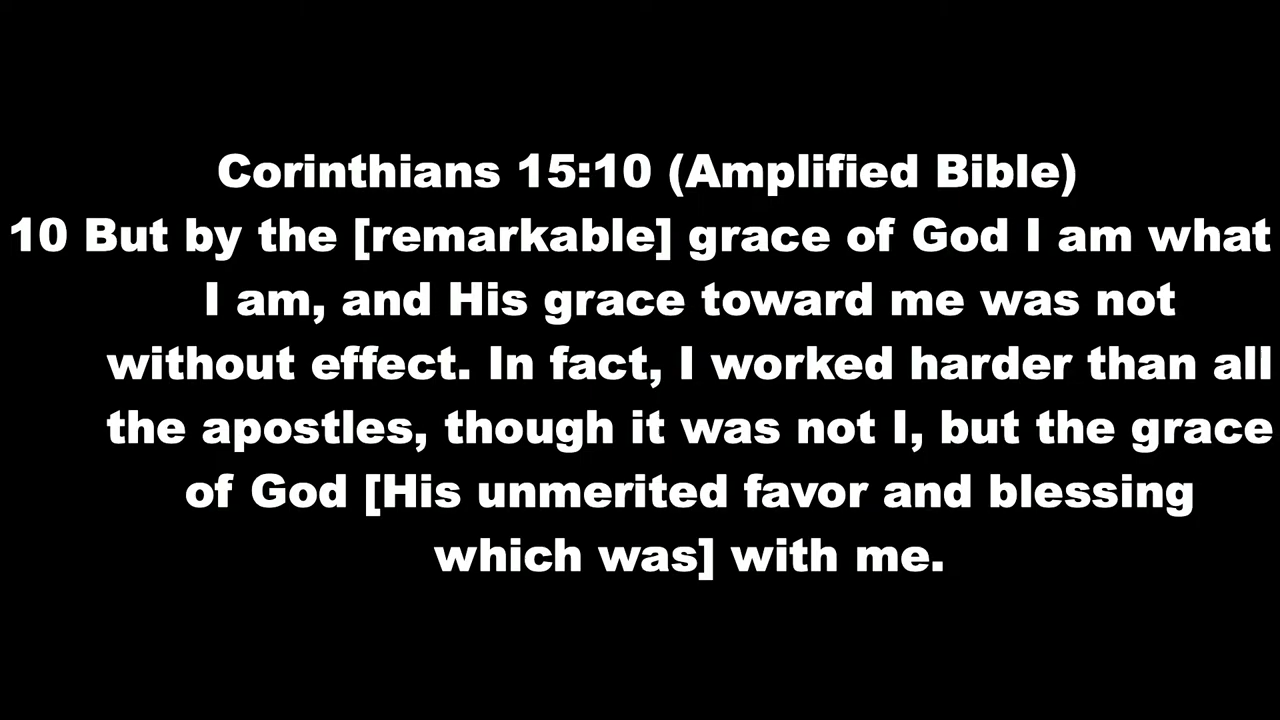 Corinthians 15:10 (Amplified Bible)
10 But by the [remarkable] grace of God I am what
I am, and His grace toward me was not
without effect. In fact, I worked harder than all
the apostles, though it was not I, but the grace
of God [His unmerited favor and blessing
which was] with me.